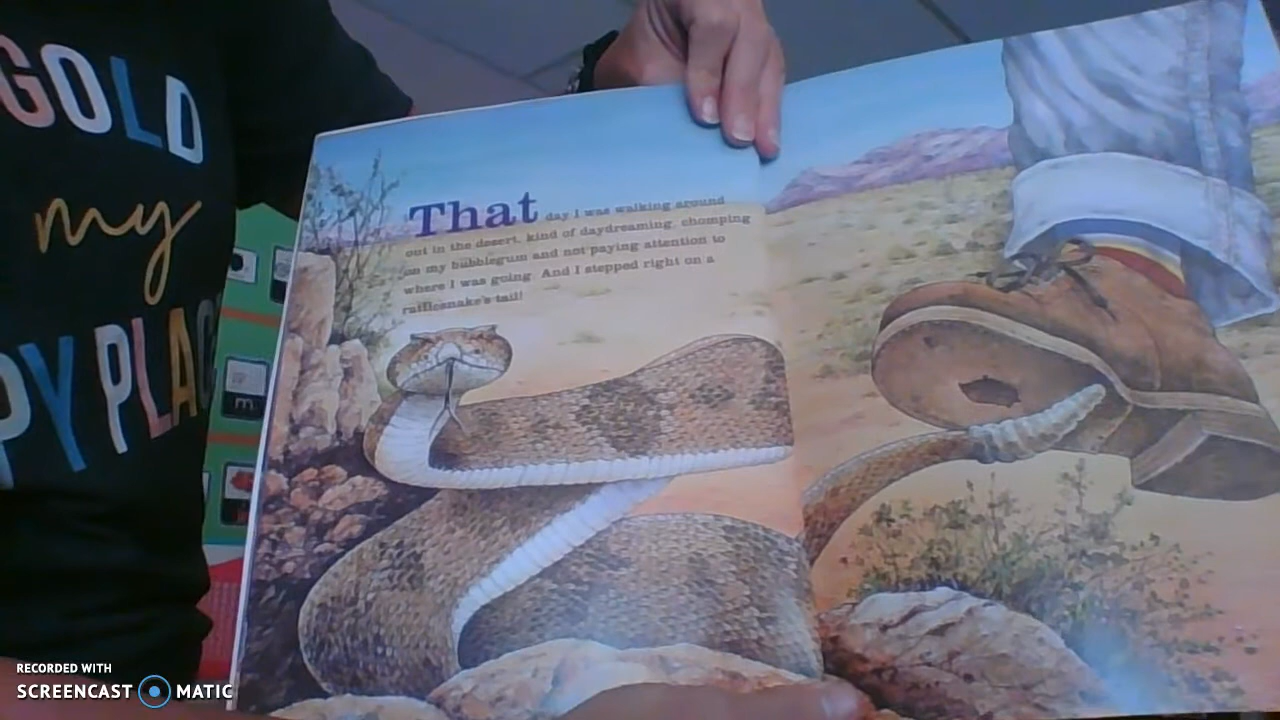 GOLD
my
PY PLAC
That day I was walking around
out in the desert, kind of daydreaming, chomping
on my bubblegum and not paying attention to
where I was going. And I stepped right on a
rattlesnake's tail!
m
RECORDED WITH
SCREENCAST MATIC